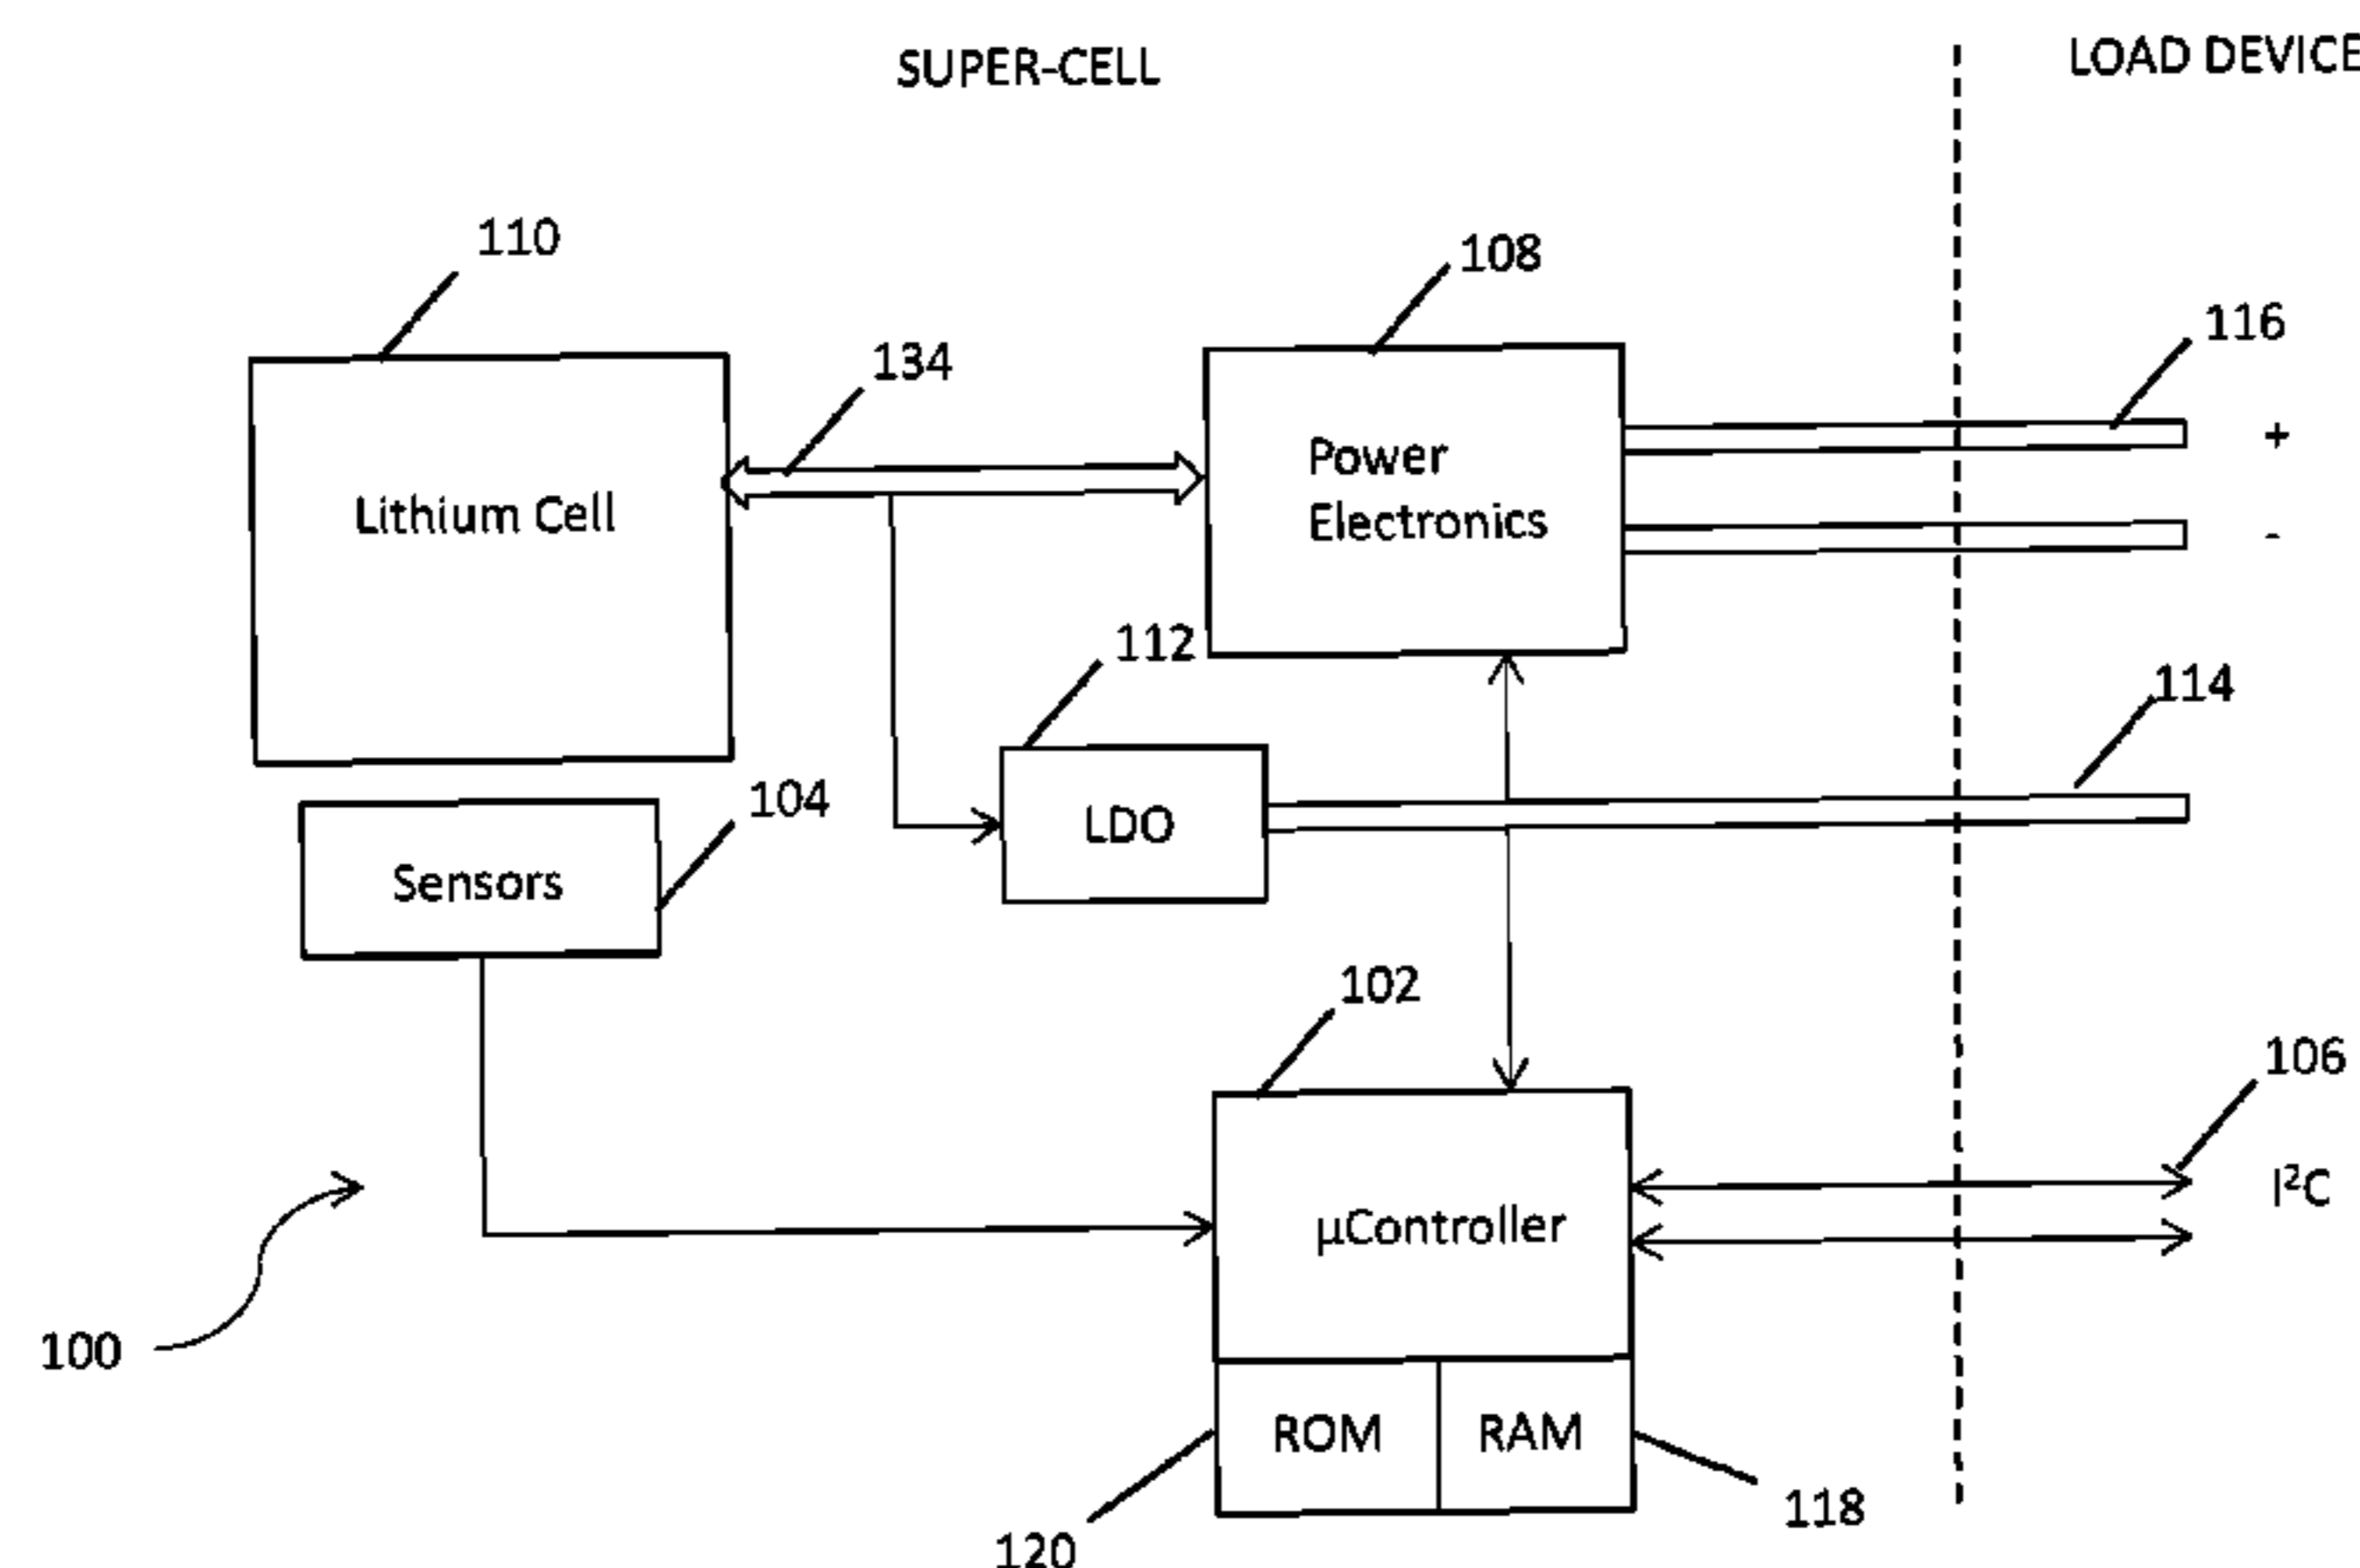 SUPER-CELL
LOAD DEVICE
110
108
134
116
Lithium Cell
Power
Electronics
+
-
112
114
104
LDO
Sensors
102
106
µController
I²C
100
ROM
RAM
118
120